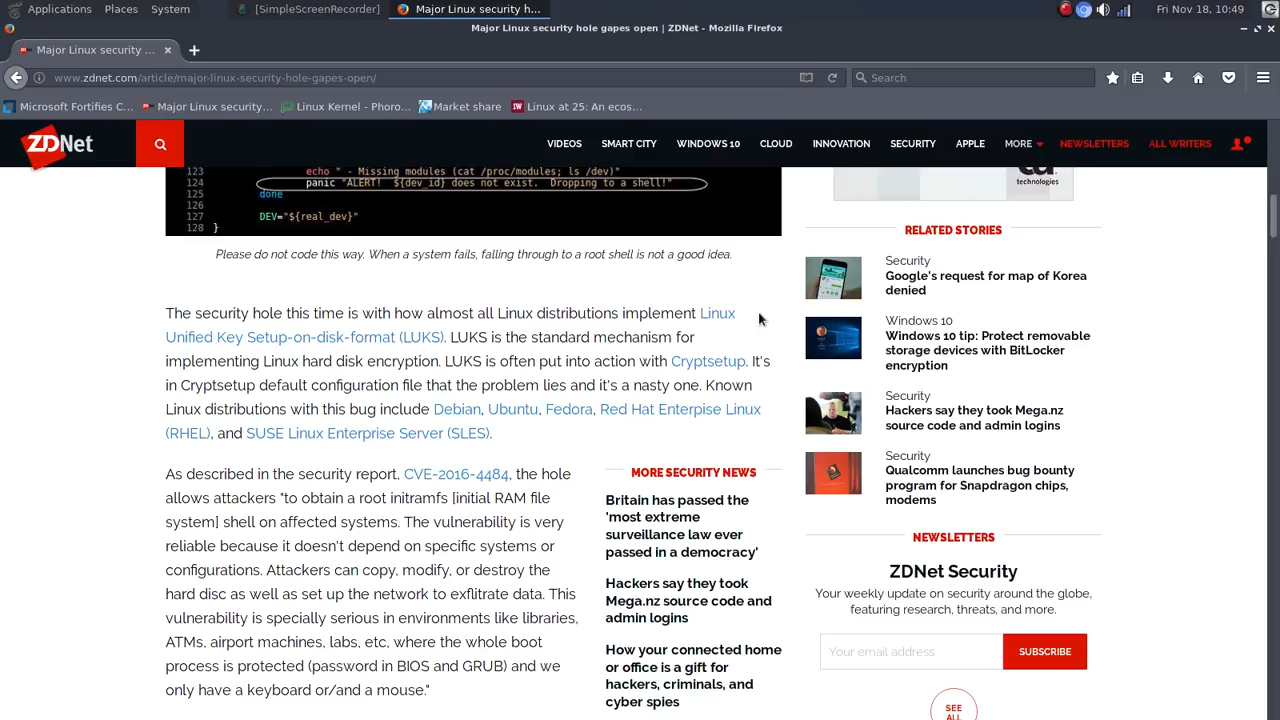 Applications Places System [SimpleScreenRecorder] Major Linux security h... Fri Nov 18, 10:49
Major Linux security hole gapes open | ZDNet - Mozilla Firefox
Major Linux security ...
www.zdnet.com/article/major-linux-security-hole-gapes-open/ Search
Microsoft Fortifies C... Major Linux security... Linux Kernel - Phoro... Market share Linux at 25: An ecos...
ZDNet VIDEOS SMART CITY WINDOWS 10 CLOUD INNOVATION SECURITY APPLE MORE NEWSLETTERS ALL WRITERS
123 echo " - Missing modules (cat /proc/modules; ls /dev)"
124 panic "ALERT! ${dev_id} does not exist. Dropping to a shell!"
125 done
126
127 DEV="${real_dev}"
128 }
Please do not code this way. When a system fails, falling through to a root shell is not a good idea.
The security hole this time is with how almost all Linux distributions implement Linux
Unified Key Setup-on-disk-format (LUKS). LUKS is the standard mechanism for
implementing Linux hard disk encryption. LUKS is often put into action with Cryptsetup. It's
in Cryptsetup default configuration file that the problem lies and it's a nasty one. Known
Linux distributions with this bug include Debian, Ubuntu, Fedora, Red Hat Enterpise Linux
(RHEL), and SUSE Linux Enterprise Server (SLES).
As described in the security report, CVE-2016-4484, the hole
allows attackers "to obtain a root initramfs [initial RAM file
system] shell on affected systems. The vulnerability is very
reliable because it doesn't depend on specific systems or
configurations. Attackers can copy, modify, or destroy the
hard disc as well as set up the network to exflitrate data. This
vulnerability is specially serious in environments like libraries,
ATMs, airport machines, labs, etc, where the whole boot
process is protected (password in BIOS and GRUB) and we
only have a keyboard or/and a mouse."
MORE SECURITY NEWS
Britain has passed the
'most extreme
surveillance law ever
passed in a democracy'
Hackers say they took
Mega.nz source code and
admin logins
How your connected home
or office is a gift for
hackers, criminals, and
cyber spies
technologies
RELATED STORIES
Security
Google's request for map of Korea
denied
Windows 10
Windows 10 tip: Protect removable
storage devices with BitLocker
encryption
Security
Hackers say they took Mega.nz
source code and admin logins
Security
Qualcomm launches bug bounty
program for Snapdragon chips,
modems
NEWSLETTERS
ZDNet Security
Your weekly update on security around the globe,
featuring research, threats, and more.
Your email address SUBSCRIBE
SEE
ALL